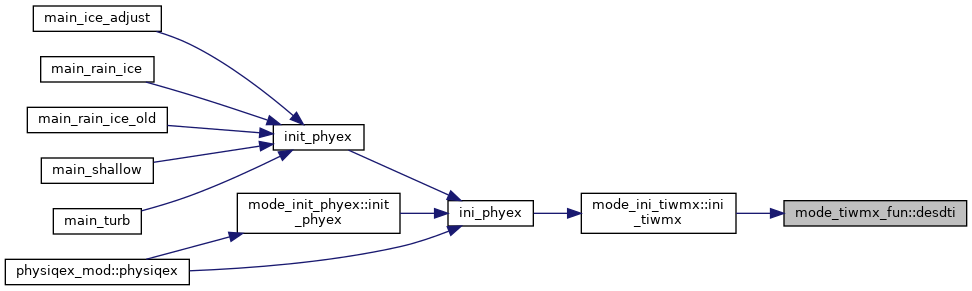 main_ice_adjust
main_rain_ice
main_rain_ice_old
main_shallow
main_turb
physiqex_mod::physiqex
init_phyex
mode_init_phyex::init
_phyex
ini_phyex
mode_ini_tiwmx::ini
_tiwmx
mode_tiwmx_fun::desdti